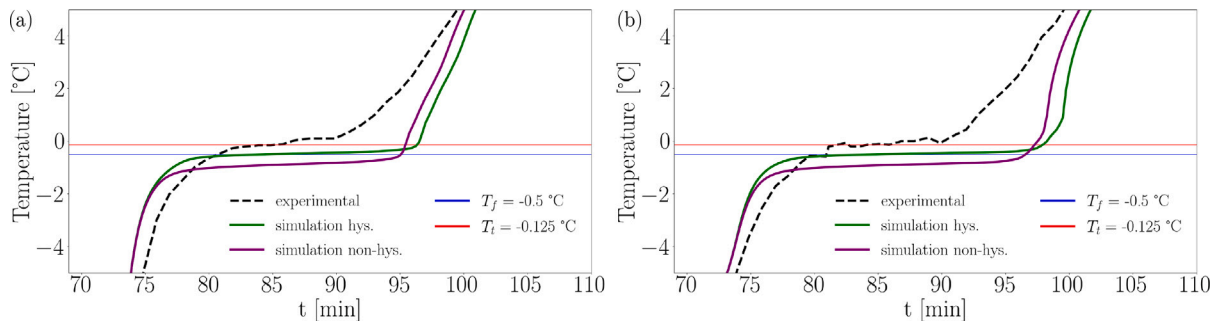 (a)
Temperature [°C]
4
2
0
−2
−4
experimental
simulation hys.
simulation non-hys.
T_f = -0.5 °C
T_t = -0.125 °C
70 75 80 85 90 95 100 105 110
t [min]
(b)
Temperature [°C]
4
2
0
−2
−4
experimental
simulation hys.
simulation non-hys.
T_f = -0.5 °C
T_t = -0.125 °C
70 75 80 85 90 95 100 105 110
t [min]